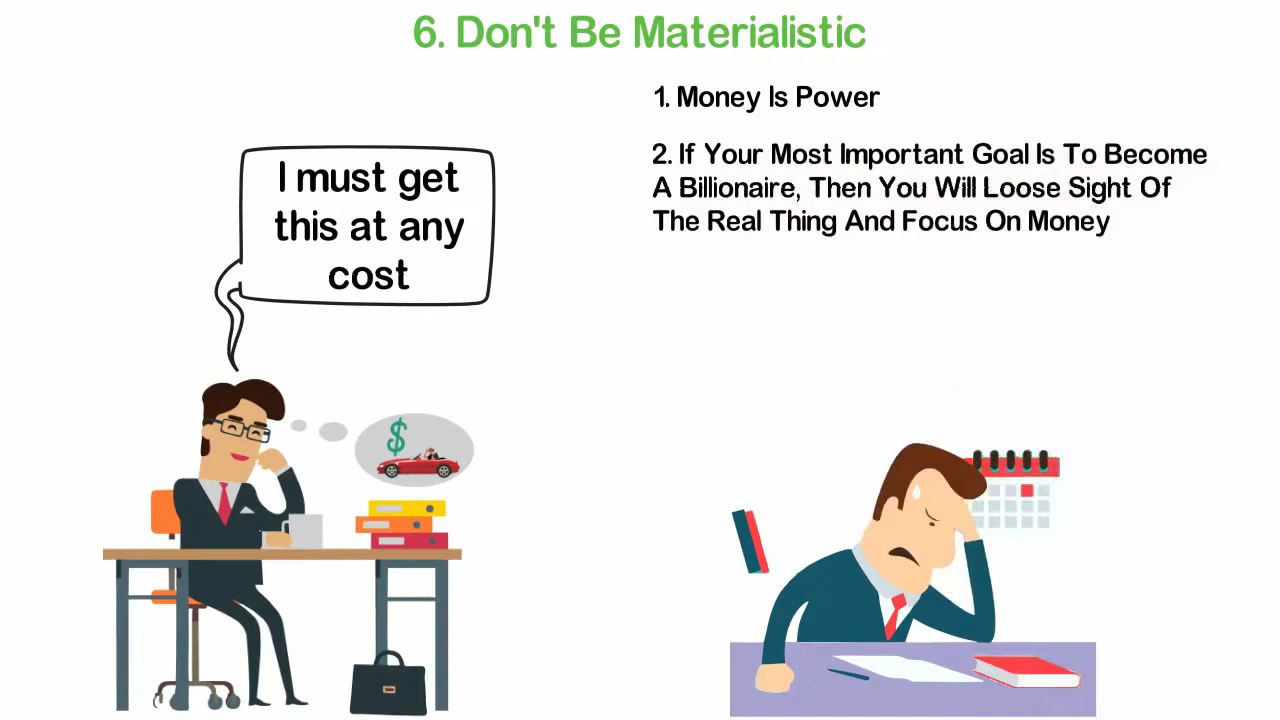 6. Don't Be Materialistic
1. Money Is Power
2. If Your Most Important Goal Is To Become
A Billionaire, Then You Will Loose Sight Of
The Real Thing And Focus On Money
I must get
this at any
cost
$